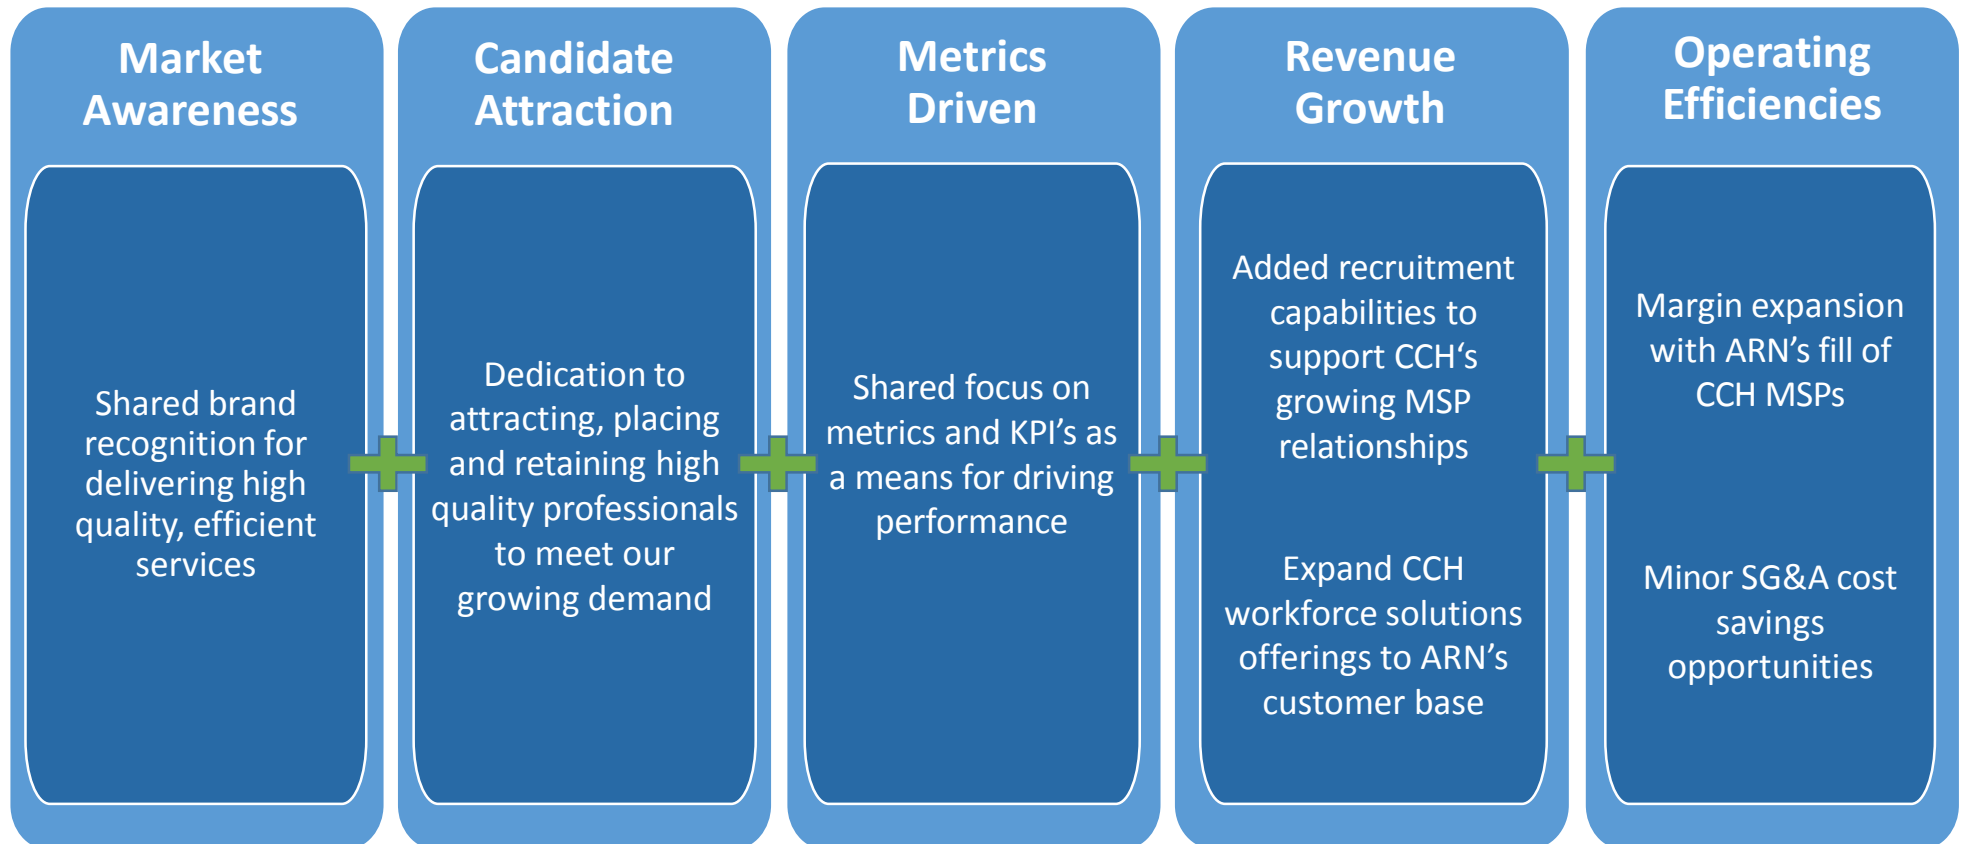 Market
Awareness
Shared brand
recognition for
delivering high
quality, efficient
services
Candidate
Attraction
Dedication to
attracting, placing
and retaining high
quality professionals
to meet our
growing demand
Metrics
Driven
Shared focus on
metrics and KPI’s as
a means for driving
performance
Revenue
Growth
Added recruitment
capabilities to
support CCH‘s
growing MSP
relationships
Expand CCH
workforce solutions
offerings to ARN’s
customer base
Operating
Efficiencies
Margin expansion
with ARN’s fill of
CCH MSPs
Minor SG&A cost
savings
opportunities